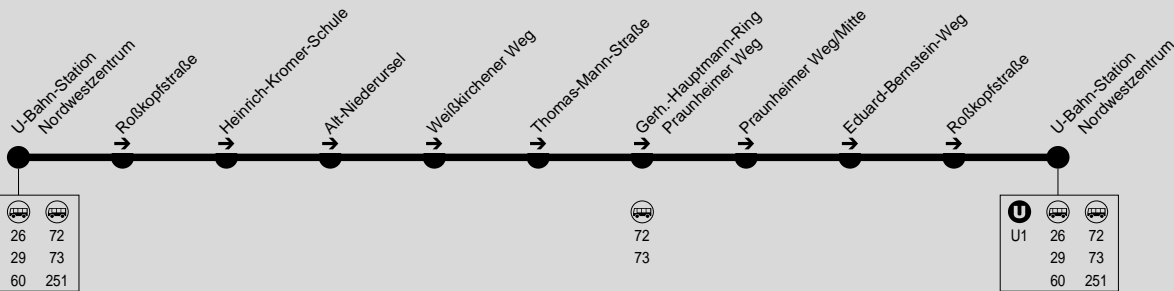 U-Bahn-Station
Nordwestzentrum
Roßkopfstraße
Heinrich-Kromer-Schule
Alt-Niederursel
Weißkirchener Weg
Thomas-Mann-Straße
Gerh.-Hauptmann-Ring
Praunheimer Weg
Praunheimer Weg/Mitte
Eduard-Bernstein-Weg
Roßkopfstraße
U-Bahn-Station
Nordwestzentrum
26 72
29 73
60 251
72
73
U
U1 26 72
29 73
60 251